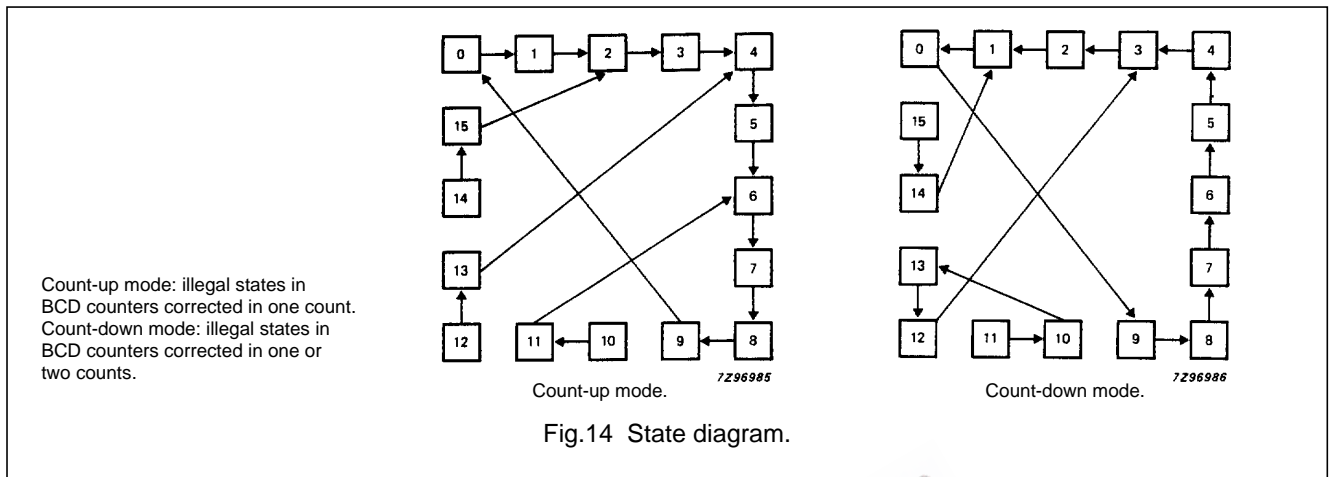 Count-up mode: illegal states in
BCD counters corrected in one count.
Count-down mode: illegal states in
BCD counters corrected in one or
two counts.
0 1 2 3 4
15 5
14 6
13 7
12 11 10 9 8
7Z96985
Count-up mode.
0 1 2 3 4
15 5
14 6
13 7
12 11 10 9 8
7Z96986
Count-down mode.
Fig.14 State diagram.